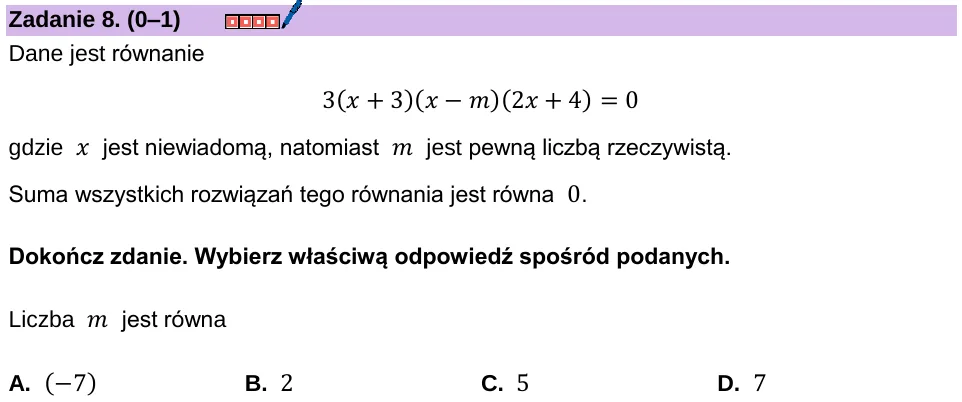 Zadanie 8. (0–1)
Dane jest równanie
3(x + 3)(x − m)(2x + 4) = 0
gdzie x jest niewiadomą, natomiast m jest pewną liczbą rzeczywistą.
Suma wszystkich rozwiązań tego równania jest równa 0.
Dokończ zdanie. Wybierz właściwą odpowiedź spośród podanych.
Liczba m jest równa
A. (−7) B. 2 C. 5 D. 7